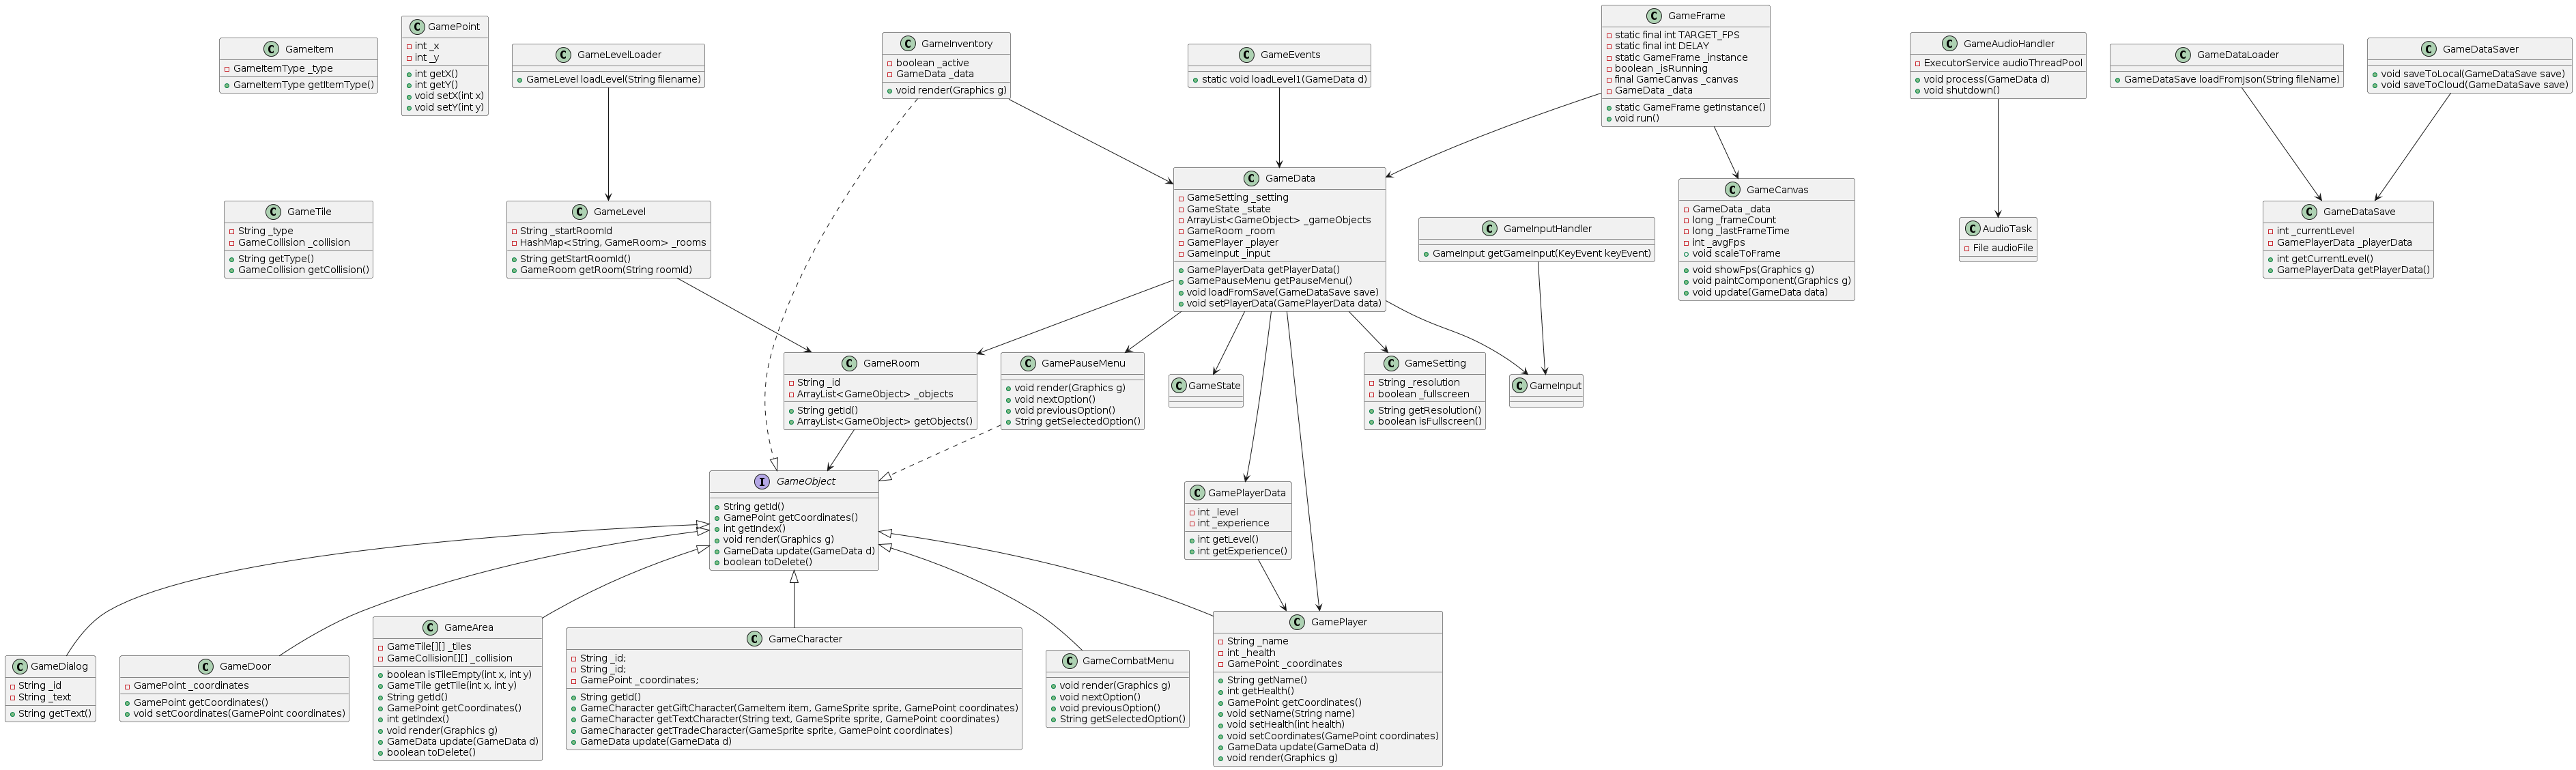 C GameItem
GameItemType _type
GameItemType getItemType()
C GamePoint
int _x
int _y
int getX()
int getY()
void setX(int x)
void setY(int y)
C GameLevelLoader
GameLevel loadLevel(String filename)
C GameInventory
boolean _active
GameData _data
void render(Graphics g)
C GameEvents
static void loadLevel1(GameData d)
C GameFrame
static final int TARGET_FPS
static final int DELAY
static GameFrame _instance
boolean _isRunning
final GameCanvas _canvas
GameData _data
static GameFrame getInstance()
void run()
C GameAudioHandler
ExecutorService audioThreadPool
void process(GameData d)
void shutdown()
C GameDataLoader
GameDataSave loadFromJson(String fileName)
C GameDataSaver
void saveToLocal(GameDataSave save)
void saveToCloud(GameDataSave save)
C GameTile
String _type
GameCollision _collision
String getType()
GameCollision getCollision()
C GameLevel
String _startRoomId
HashMap<String, GameRoom> _rooms
String getStartRoomId()
GameRoom getRoom(String roomId)
C GameData
GameSetting _setting
GameState _state
ArrayList<GameObject> _gameObjects
GameRoom _room
GamePlayer _player
GameInput _input
GamePlayerData getPlayerData()
GamePauseMenu getPauseMenu()
void loadFromSave(GameDataSave save)
void setPlayerData(GamePlayerData data)
C GameInputHandler
GameInput getGameInput(KeyEvent keyEvent)
C GameCanvas
GameData _data
long _frameCount
long _lastFrameTime
int _avgFps
void scaleToFrame
void showFps(Graphics g)
void paintComponent(Graphics g)
void update(GameData data)
C AudioTask
File audioFile
C GameDataSave
int _currentLevel
GamePlayerData _playerData
int getCurrentLevel()
GamePlayerData getPlayerData()
C GameRoom
String _id
ArrayList<GameObject> _objects
String getId()
ArrayList<GameObject> getObjects()
C GamePauseMenu
void render(Graphics g)
void nextOption()
void previousOption()
String getSelectedOption()
C GameState
C GameSetting
String _resolution
boolean _fullscreen
String getResolution()
boolean isFullscreen()
C GameInput
I GameObject
String getId()
GamePoint getCoordinates()
int getIndex()
void render(Graphics g)
GameData update(GameData d)
boolean toDelete()
C GamePlayerData
int _level
int _experience
int getLevel()
int getExperience()
C GameDialog
String _id
String _text
String getText()
C GameDoor
GamePoint _coordinates
GamePoint getCoordinates()
void setCoordinates(GamePoint coordinates)
C GameArea
GameTile[][] _tiles
GameCollision[][] _collision
boolean isTileEmpty(int x, int y)
GameTile getTile(int x, int y)
String getId()
GamePoint getCoordinates()
int getIndex()
void render(Graphics g)
GameData update(GameData d)
boolean toDelete()
C GameCharacter
String _id;
String _id;
GamePoint _coordinates;
String getId()
GameCharacter getGiftCharacter(GameItem item, GameSprite sprite, GamePoint coordinates)
GameCharacter getTextCharacter(String text, GameSprite sprite, GamePoint coordinates)
GameCharacter getTradeCharacter(GameSprite sprite, GamePoint coordinates)
GameData update(GameData d)
C GameCombatMenu
void render(Graphics g)
void nextOption()
void previousOption()
String getSelectedOption()
C GamePlayer
String _name
int _health
GamePoint _coordinates
String getName()
int getHealth()
GamePoint getCoordinates()
void setName(String name)
void setHealth(int health)
void setCoordinates(GamePoint coordinates)
GameData update(GameData d)
void render(Graphics g)